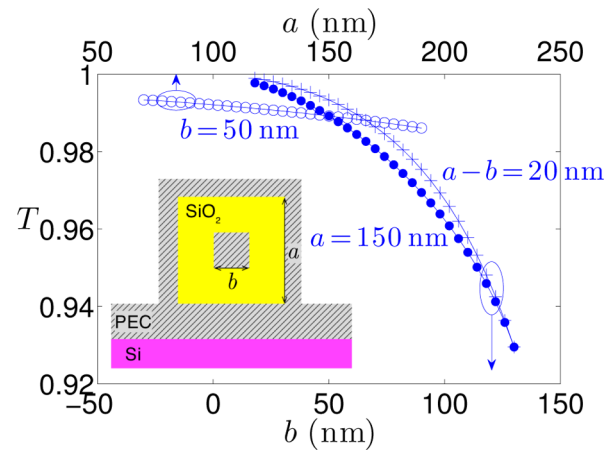 a (nm)
50 100 150 200 250
1
0.98
0.96
0.94
0.92
T
b = 50 nm
a − b = 20 nm
a = 150 nm
SiO₂
a
b
PEC
Si
−50 0 50 100 150
b (nm)